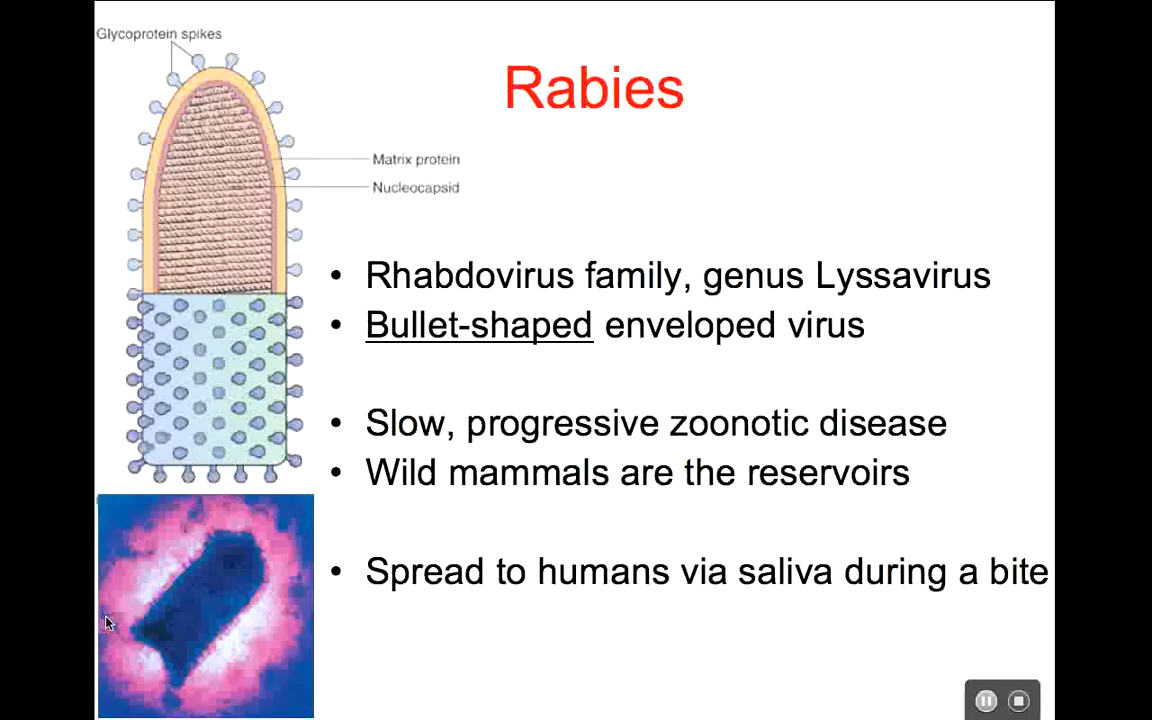 Glycoprotein spikes
Rabies
Matrix protein
Nucleocapsid
• Rhabdovirus family, genus Lyssavirus
• Bullet-shaped enveloped virus
• Slow, progressive zoonotic disease
• Wild mammals are the reservoirs
• Spread to humans via saliva during a bite